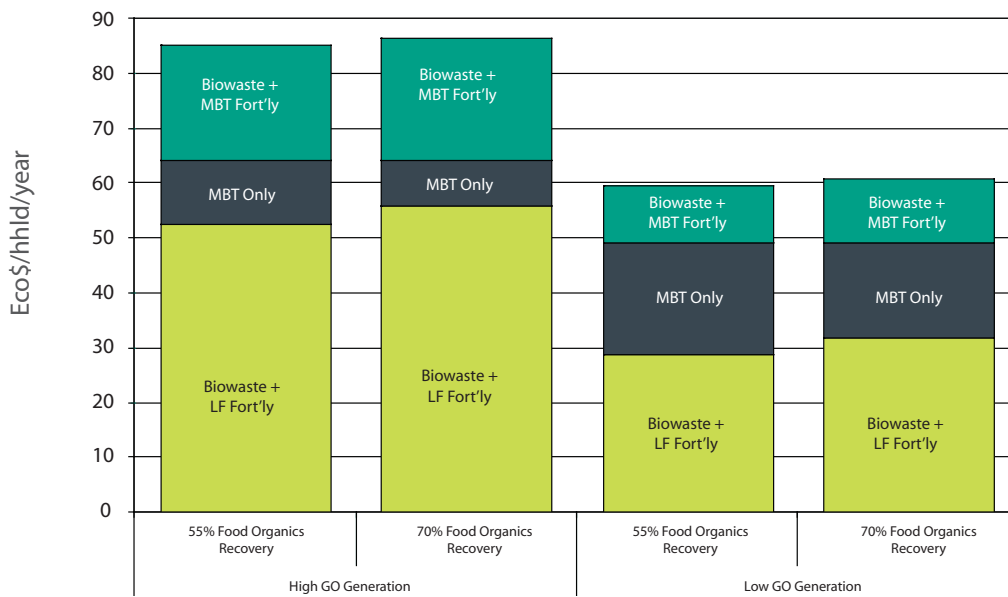 Eco$/hhld/year
90
80
70
60
50
40
30
20
10
0
Biowaste +
MBT Fort'ly
MBT Only
Biowaste +
LF Fort'ly
Biowaste +
MBT Fort'ly
MBT Only
Biowaste +
LF Fort'ly
Biowaste +
MBT Fort'ly
MBT Only
Biowaste +
LF Fort'ly
Biowaste +
MBT Fort'ly
MBT Only
Biowaste +
LF Fort'ly
55% Food Organics
Recovery
70% Food Organics
Recovery
55% Food Organics
Recovery
70% Food Organics
Recovery
High GO Generation
Low GO Generation